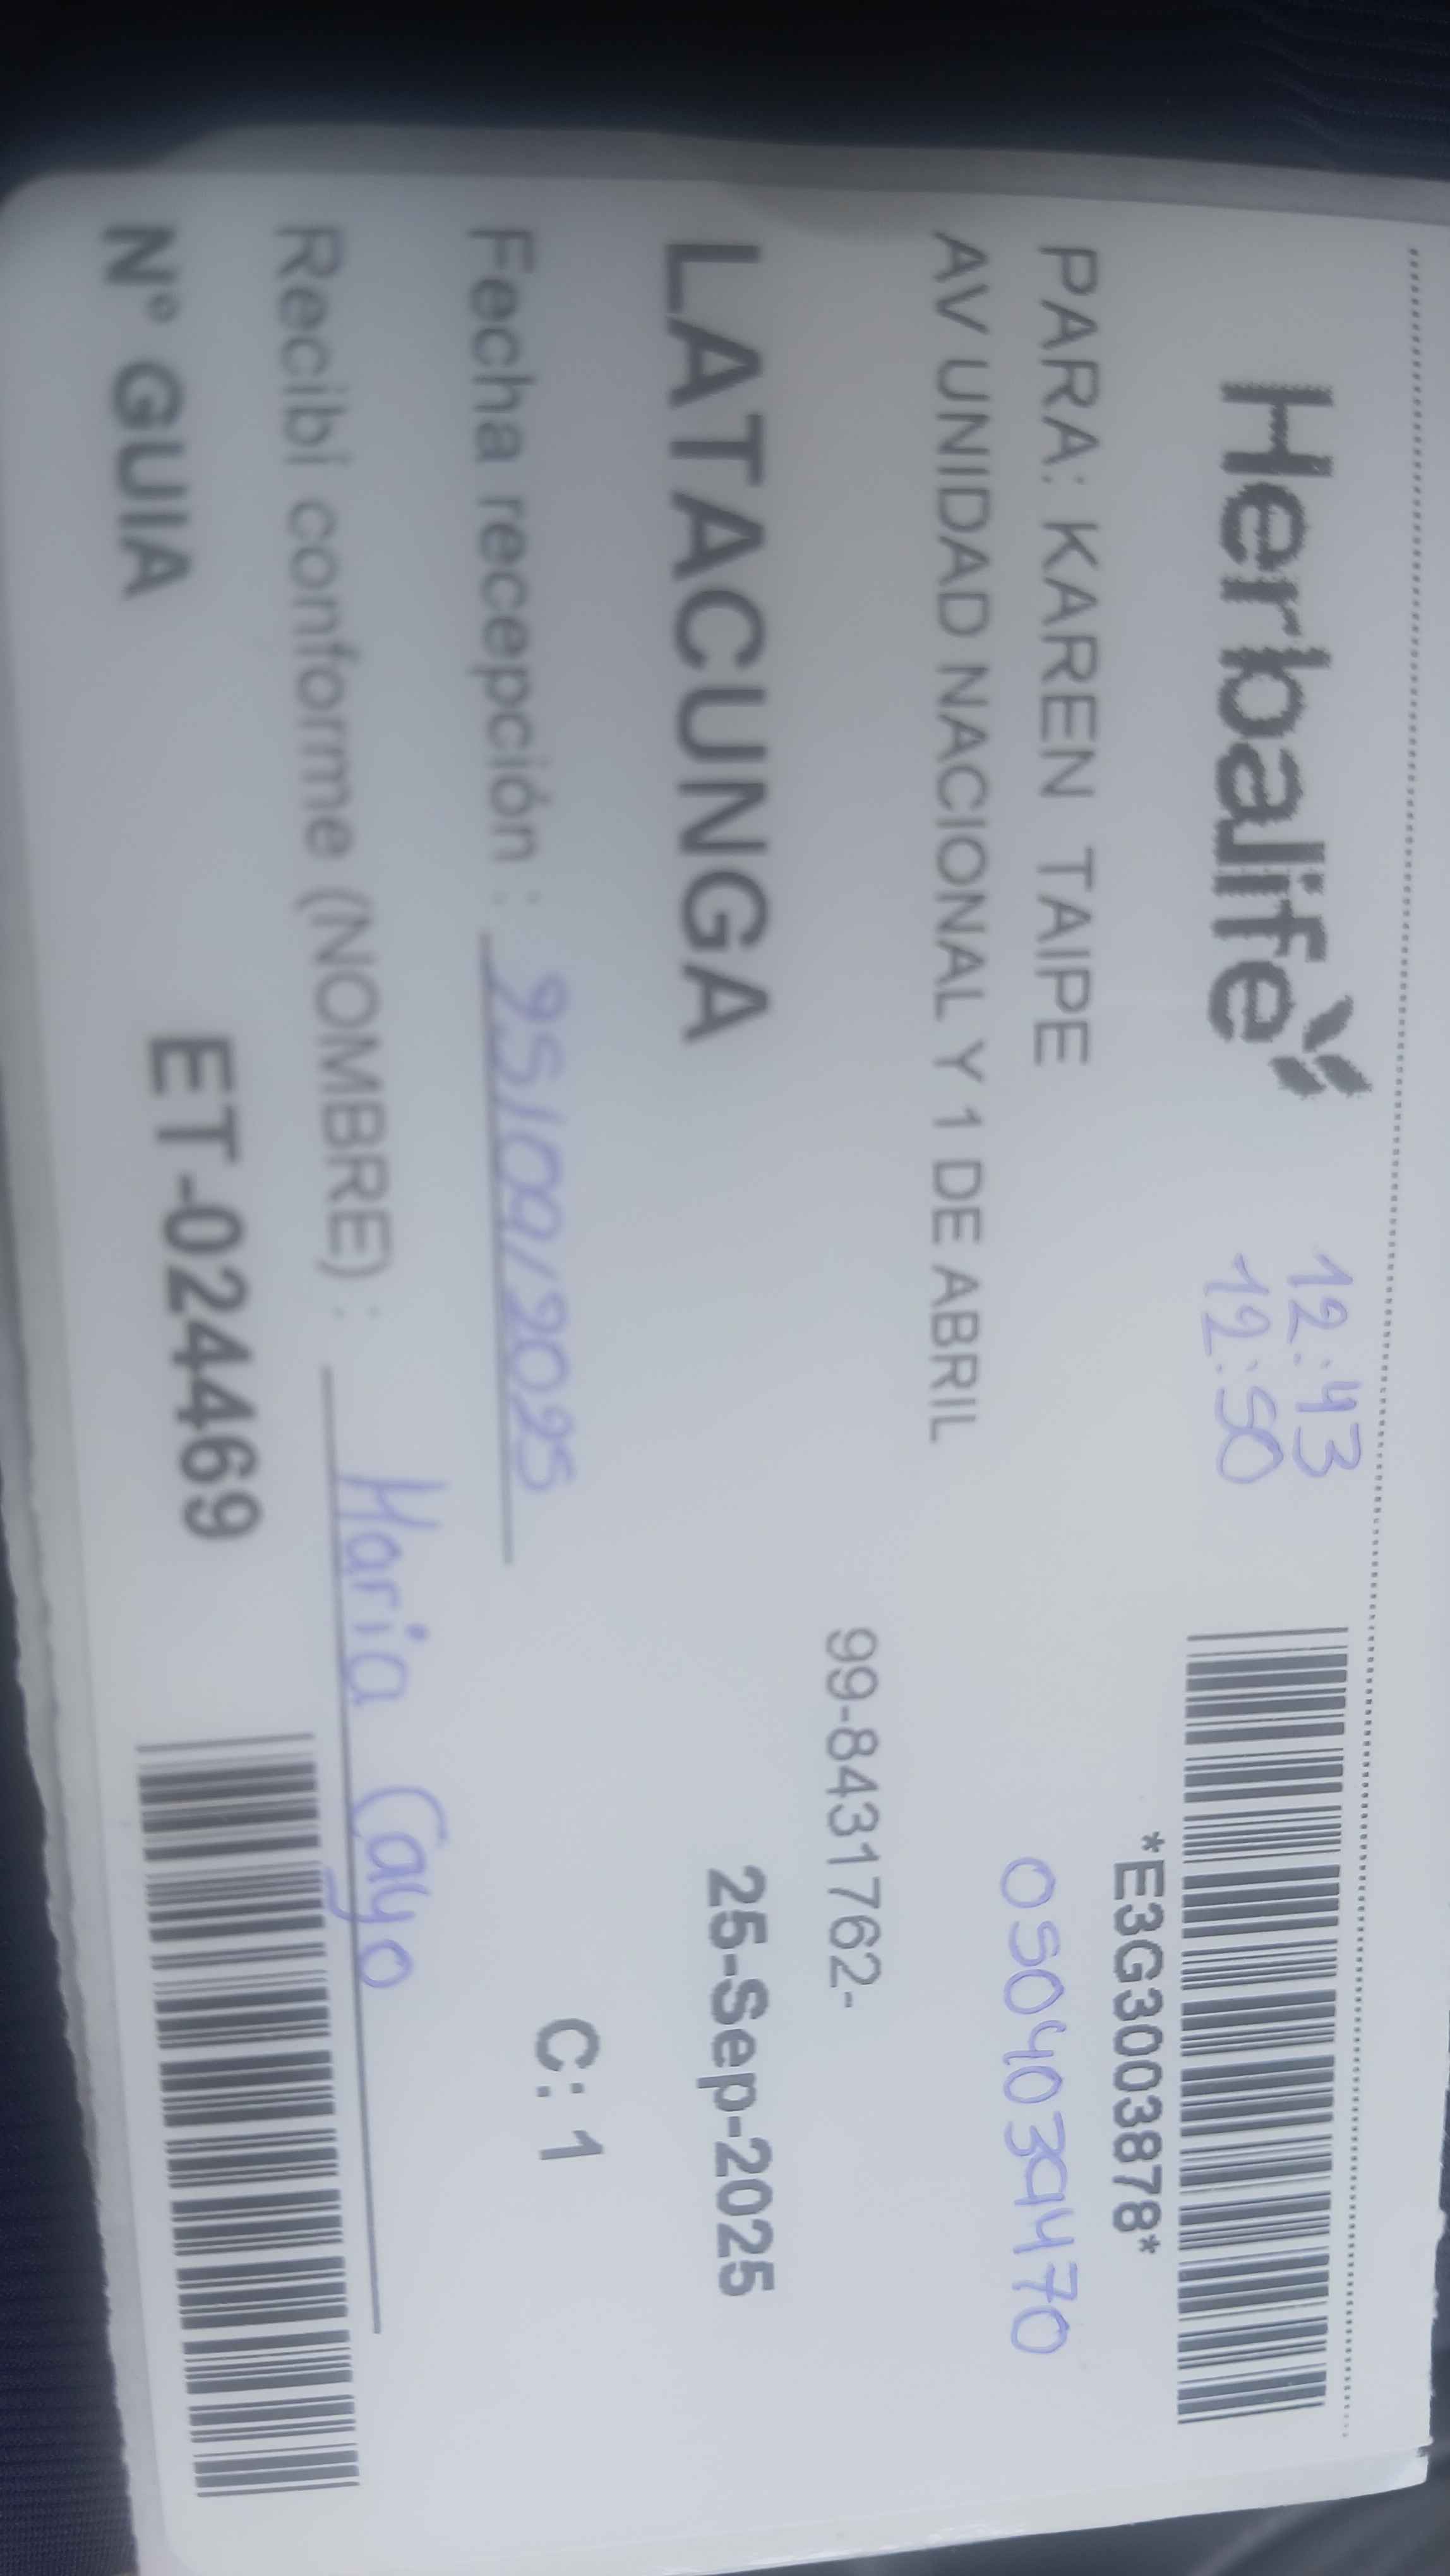 Herbalife
12:43
12:50
*E3G3003878*
PARA: KAREN TAIPE
0504039470
AV UNIDAD NACIONAL Y 1 DE ABRIL
99-8431762-
LATACUNGA
25-Sep-2025
Fecha recepción : 25/09/2025
C: 1
Recibi conforme (NOMBRE) : Maria Cayo
N° GUIA ET-024469